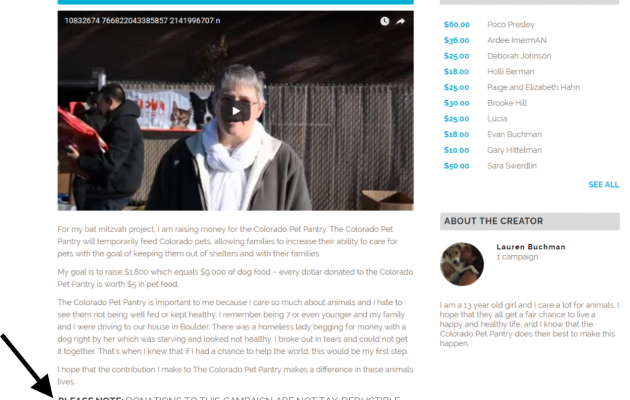 10832674 766822043385857 2141996707 n
For my bat mitzvah project, I am raising money for the Colorado Pet Pantry. The Colorado Pet
Pantry will temporarily feed Colorado pets, allowing families to increase their ability to care for
pets with the goal of keeping them out of shelters and with their families.
My goal is to raise $1,800 which equals $9,000 of dog food – every dollar donated to the Colorado
Pet Pantry is worth $5 in pet food.
The Colorado Pet Pantry is important to me because I care so much about animals and I hate to
see them not being well fed or kept healthy. I remember being 7 or even younger and my family
and I were driving to our house in Boulder. There was a homeless lady begging for money with a
dog right by her which was starving and looked not healthy. I broke out in tears and could not get
it together. That's when I knew that if I had a chance to help the world, this would be my first step.
I hope that the contribution I make to The Colorado Pet Pantry makes a difference in these animals
lives.
PLEASE NOTE: DONATIONS TO THIS CAMPAIGN ARE NOT TAX-DEDUCTIBLE
$60.00 Poco Presley
$36.00 Ardee ImermAN
$25.00 Deborah Johnson
$18.00 Holli Berman
$25.00 Paige and Elizabeth Hahn
$30.00 Brooke Hill
$25.00 Lucia
$18.00 Evan Buchman
$10.00 Gary Hittelman
$50.00 Sara Swerdlin
SEE ALL
ABOUT THE CREATOR
Lauren Buchman
1 campaign
I am a 13 year old girl and I care a lot for animals. I
hope that they all get a fair chance to live a
happy and healthy life, and I know that the
Colorado Pet Pantry does their best to make this
happen.